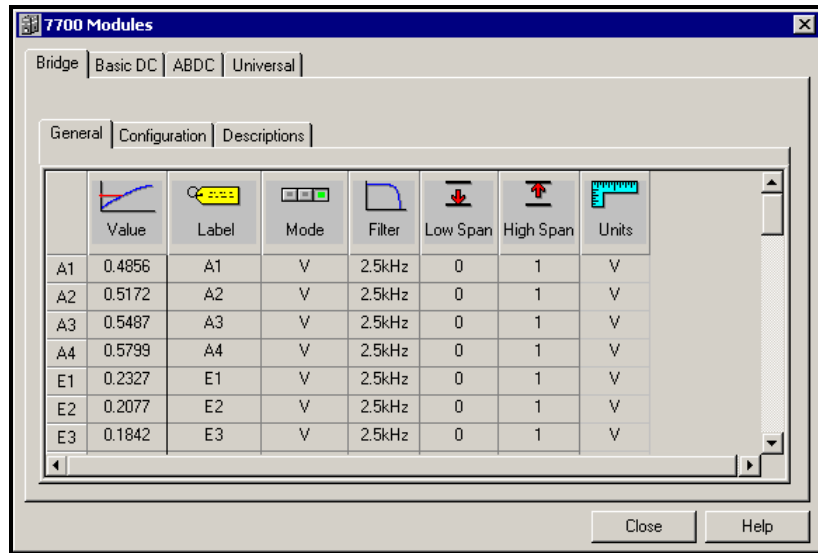 7700 Modules
Bridge Basic DC ABDC Universal
General Configuration Descriptions
Value Label Mode Filter Low Span High Span Units
A1 0.4856 A1 V 2.5kHz 0 1 V
A2 0.5172 A2 V 2.5kHz 0 1 V
A3 0.5487 A3 V 2.5kHz 0 1 V
A4 0.5799 A4 V 2.5kHz 0 1 V
E1 0.2327 E1 V 2.5kHz 0 1 V
E2 0.2077 E2 V 2.5kHz 0 1 V
E3 0.1842 E3 V 2.5kHz 0 1 V
Close Help